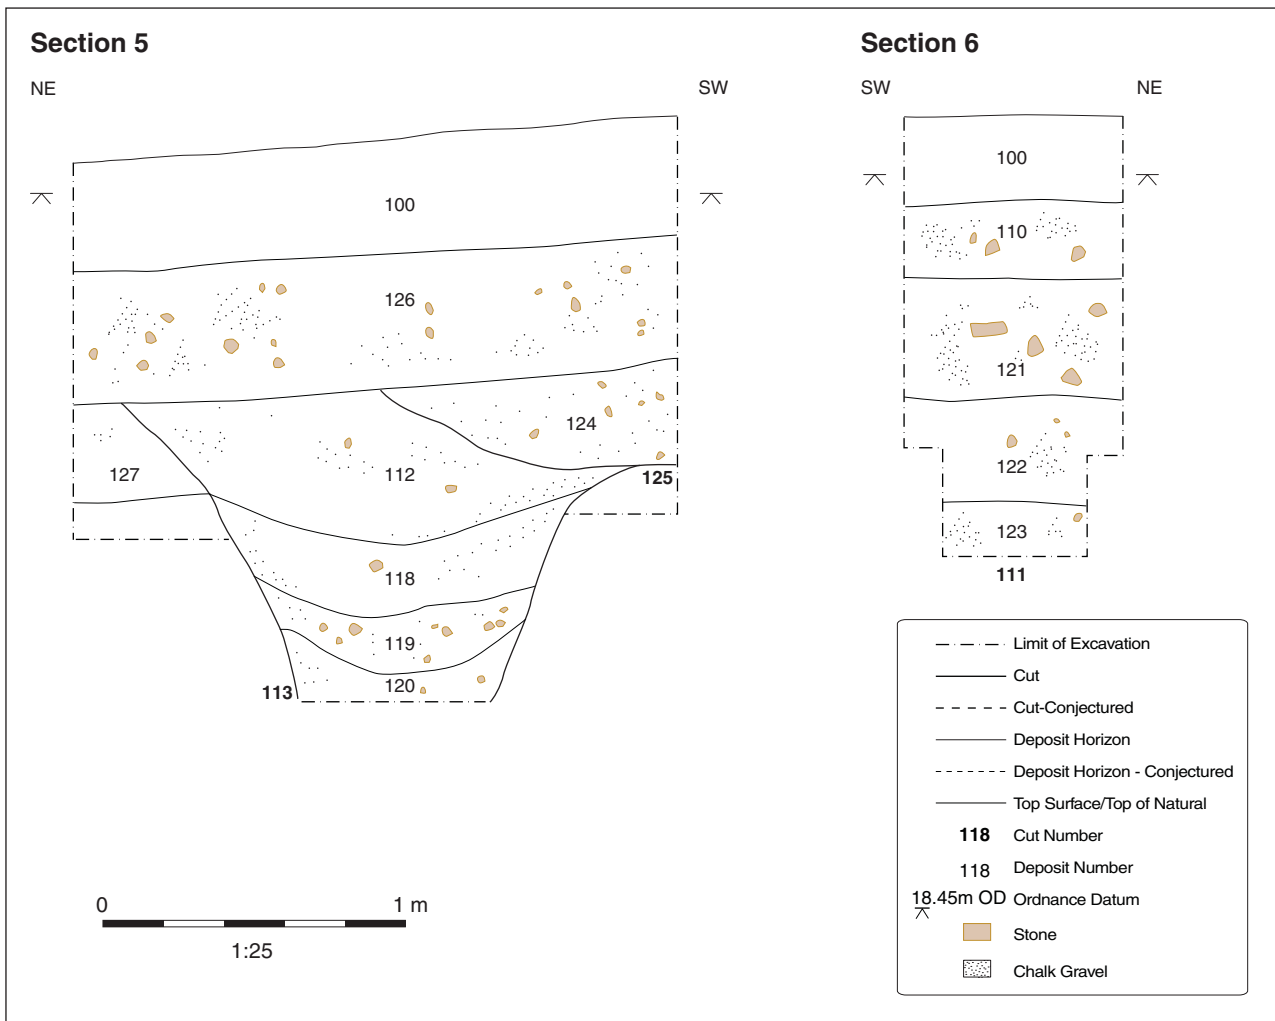 Section 5
NE
SW
100
126
124
112
127
125
118
119
120
113
0
1 m
1:25
Section 6
SW
NE
100
110
121
122
123
111
Limit of Excavation
Cut
Cut-Conjectured
Deposit Horizon
Deposit Horizon - Conjectured
Top Surface/Top of Natural
118 Cut Number
118 Deposit Number
18.45m OD Ordnance Datum
Stone
Chalk Gravel